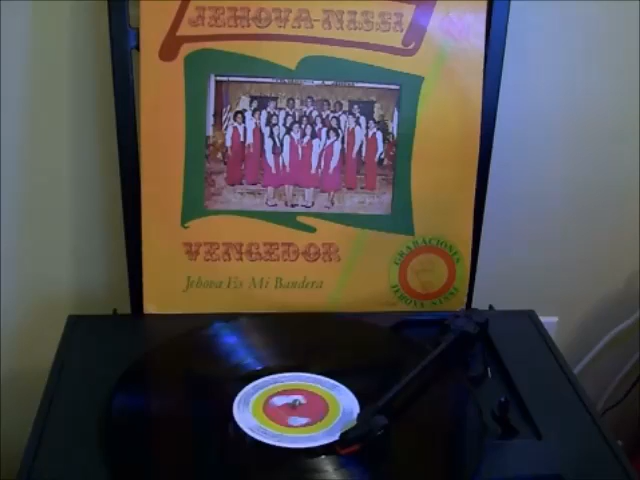 JEHOVA-NISSI
VENGEDOR
Jehova Es Mi Bandera
GRABACIONES
JEHOVA-NISSI